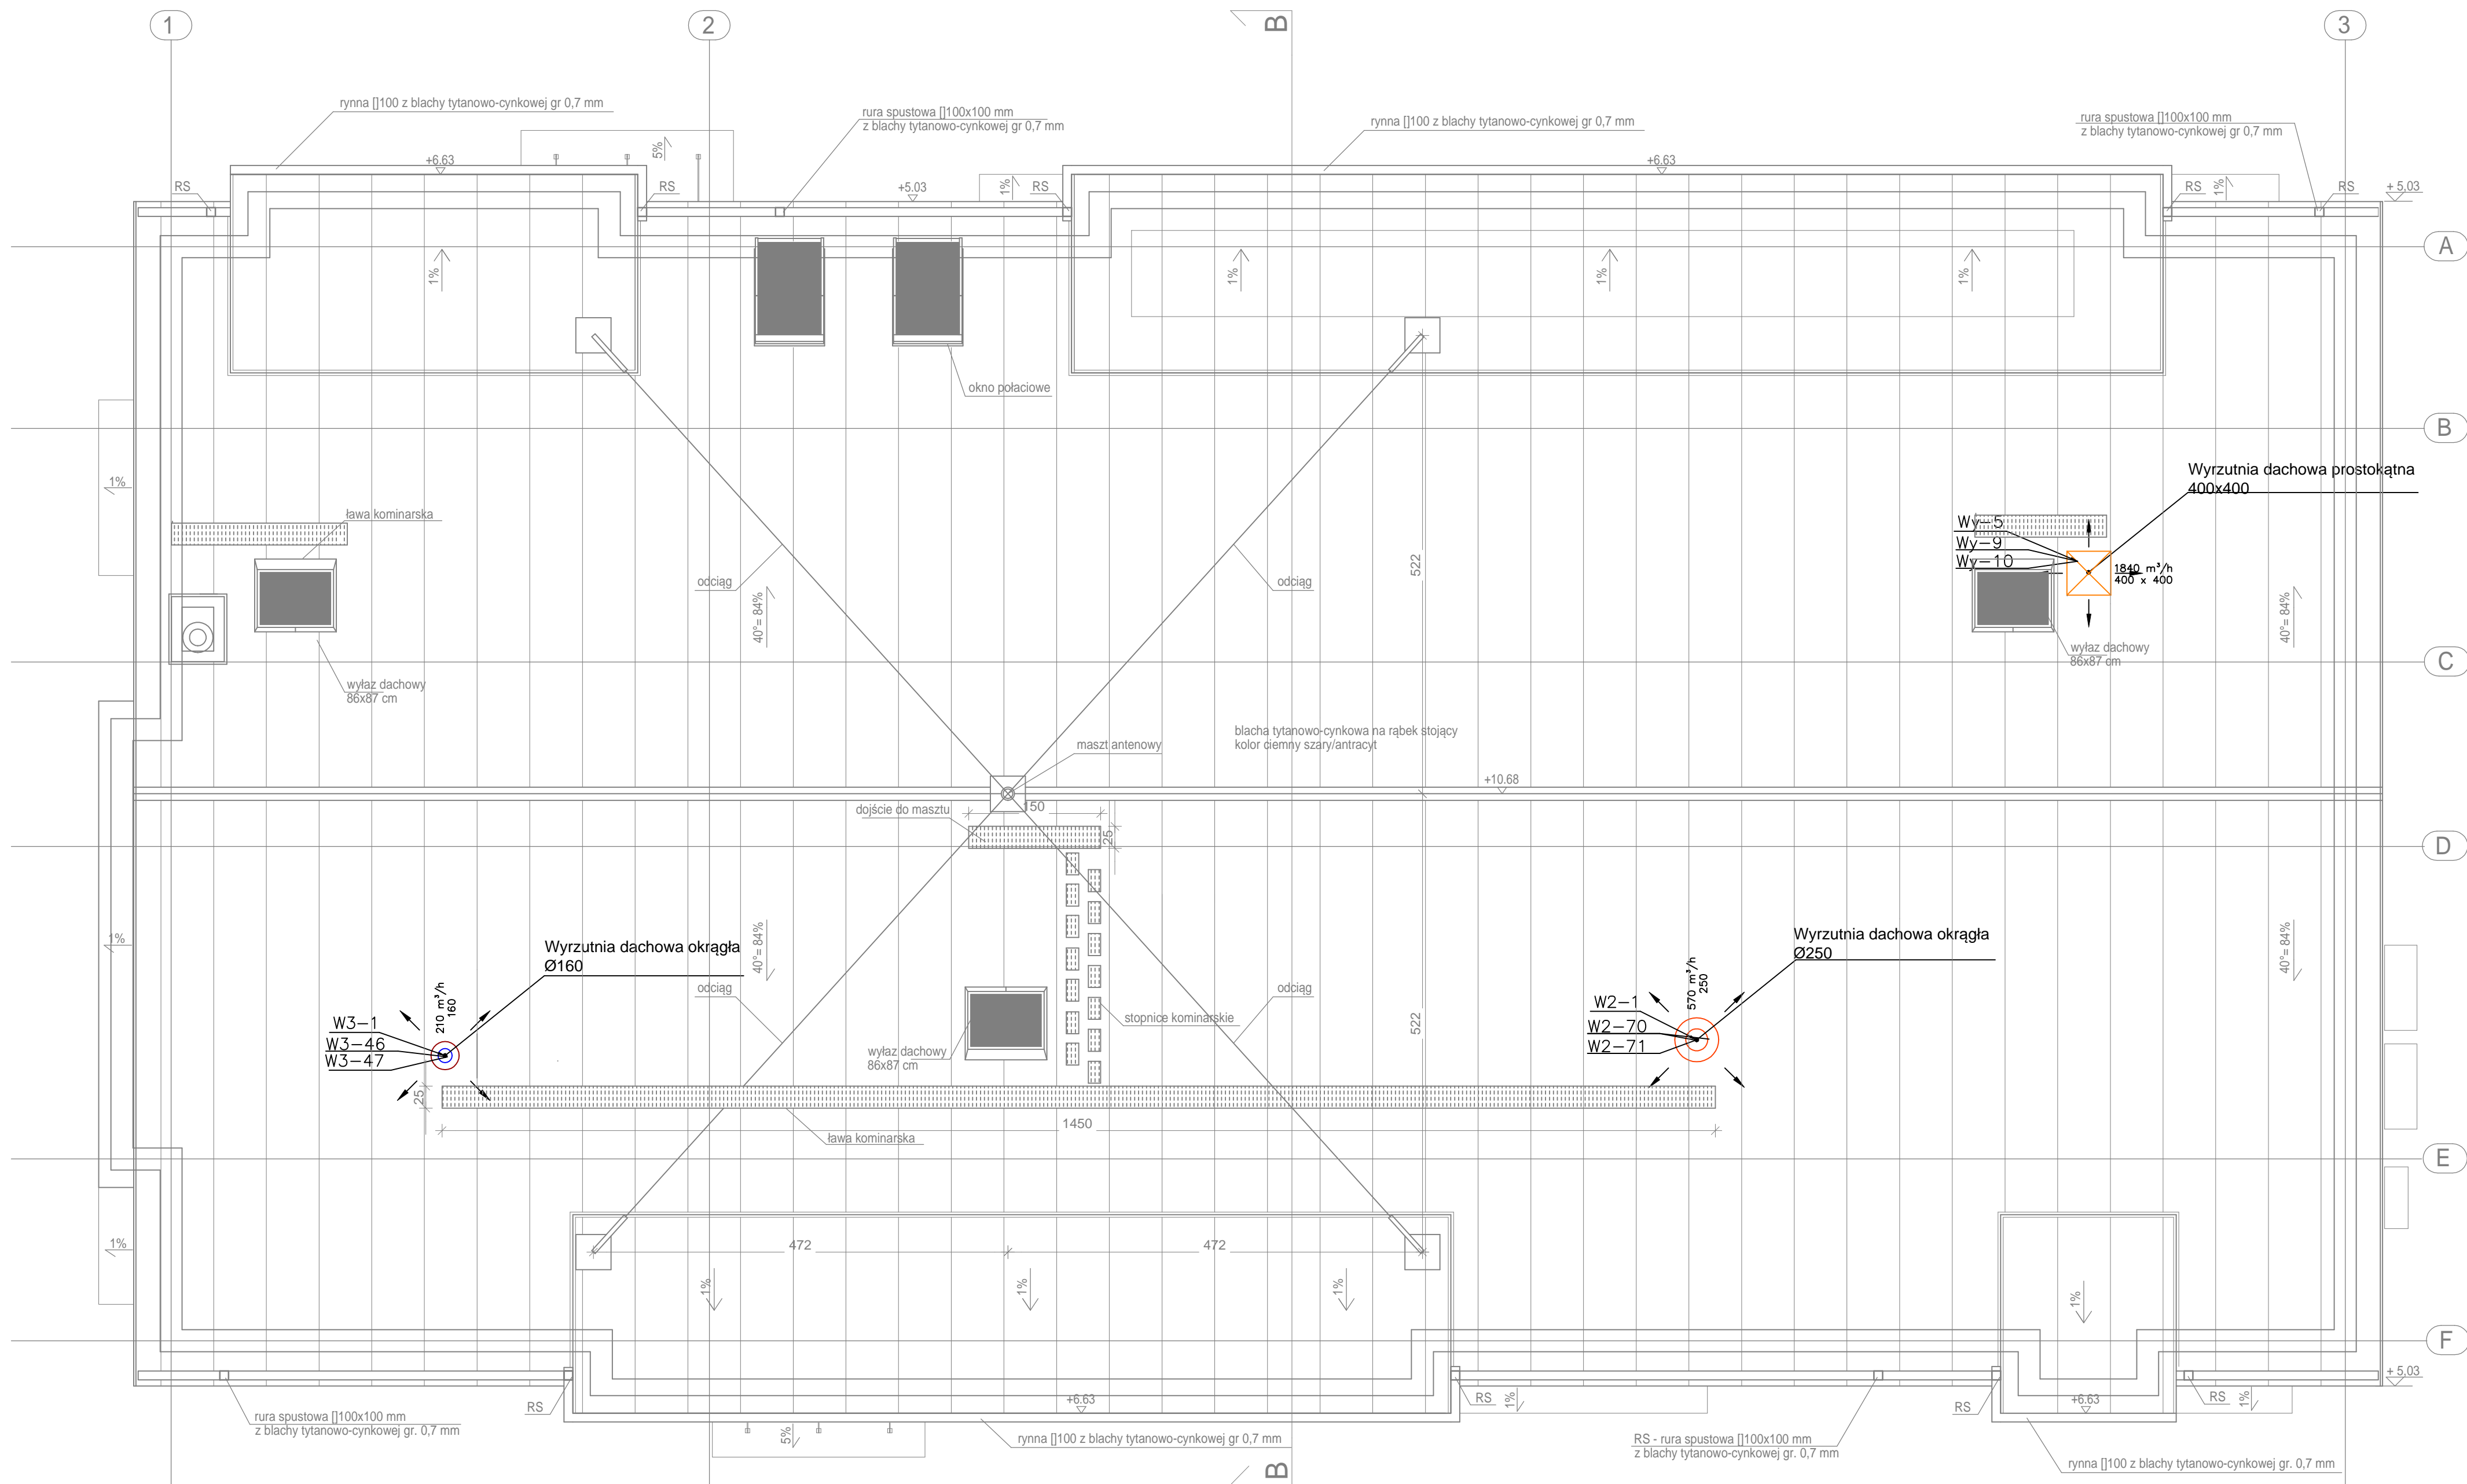 1
2
B
3
rynna []100 z blachy tytanowo-cynkowej gr 0,7 mm
rura spustowa []100x100 mm
z blachy tytanowo-cynkowej gr 0,7 mm
rynna []100 z blachy tytanowo-cynkowej gr 0,7 mm
rura spustowa []100x100 mm
z blachy tytanowo-cynkowej gr 0,7 mm
5%
+6.63
+6.63
RS
RS
+5.03
1%
RS
RS
1%
RS
+ 5,03
A
1%
1%
1%
1%
okno połaciowe
B
Wyrzutnia dachowa prostokątna
400x400
1%
ława kominarska
Wy-5
Wy-9
Wy-10
1840 m³/h
400 x 400
odciąg
522
odciąg
40°= 84%
40°= 84%
wyłaz dachowy
86x87 cm
C
wyłaz dachowy
86x87 cm
blacha tytanowo-cynkowa na rąbek stojący
kolor ciemny szary/antracyt
maszt antenowy
+10.68
dojście do masztu
150
25
D
1%
Wyrzutnia dachowa okrągła
Ø160
40°= 84%
Wyrzutnia dachowa okrągła
Ø250
40°= 84%
odciąg
odciąg
210 m³/h
160
570 m³/h
250
W3-1
W3-46
W3-47
W2-1
W2-70
W2-71
stopnice kominarskie
522
wyłaz dachowy
86x87 cm
25
1450
ława kominarska
E
1%
472
472
1%
1%
1%
1%
F
+ 5,03
RS
+6.63
RS
1%
RS
+6.63
RS
1%
rura spustowa []100x100 mm
z blachy tytanowo-cynkowej gr. 0,7 mm
5%
rynna []100 z blachy tytanowo-cynkowej gr 0,7 mm
RS - rura spustowa []100x100 mm
z blachy tytanowo-cynkowej gr. 0,7 mm
rynna []100 z blachy tytanowo-cynkowej gr. 0,7 mm
B